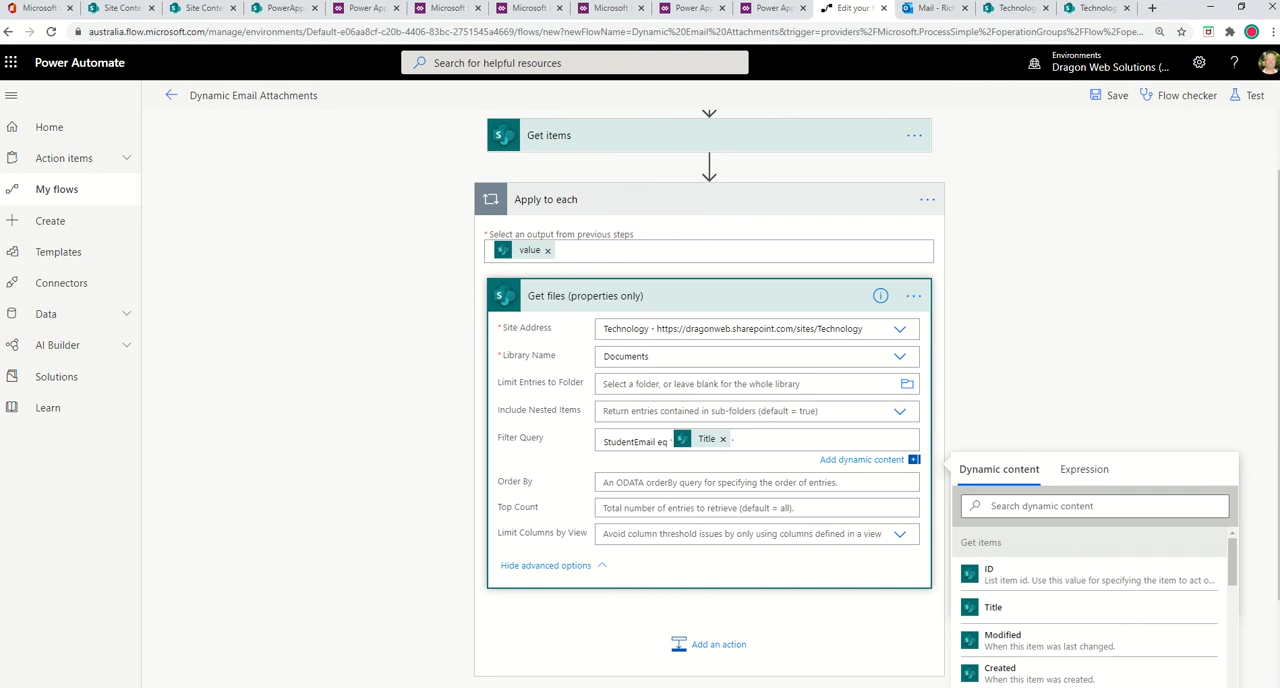 Microsoft
Site Conte
Site Conte
PowerApp
Power Ap
Microsoft
Microsoft
Microsoft
Power Ap
Power Ap
Edit your f
Mail - Rich
Technolog
Technolog
australia.flow.microsoft.com/manage/environments/Default-e06aa8cf-c20b-4406-83bc-2751545a4669/flows/new?newFlowName=Dynamic%20Email%20Attachments&trigger=providers%2FMicrosoft.ProcessSimple%2FoperationGroups%2FFlow%2Fope...
Power Automate
Search for helpful resources
Environments
Dragon Web Solutions (...
Dynamic Email Attachments
Save
Flow checker
Test
Home
Action items
My flows
Create
Templates
Connectors
Data
AI Builder
Solutions
Learn
Get items
Apply to each
* Select an output from previous steps
value
Get files (properties only)
* Site Address
Technology - https://dragonweb.sharepoint.com/sites/Technology
* Library Name
Documents
Limit Entries to Folder
Select a folder, or leave blank for the whole library
Include Nested Items
Return entries contained in sub-folders (default = true)
Filter Query
StudentEmail eq ' Title '
Add dynamic content
Order By
An ODATA orderBy query for specifying the order of entries.
Top Count
Total number of entries to retrieve (default = all).
Limit Columns by View
Avoid column threshold issues by only using columns defined in a view
Hide advanced options
Add an action
Dynamic content
Expression
Search dynamic content
Get items
ID
List item id. Use this value for specifying the item to act o...
Title
Modified
When this item was last changed.
Created
When this item was created.